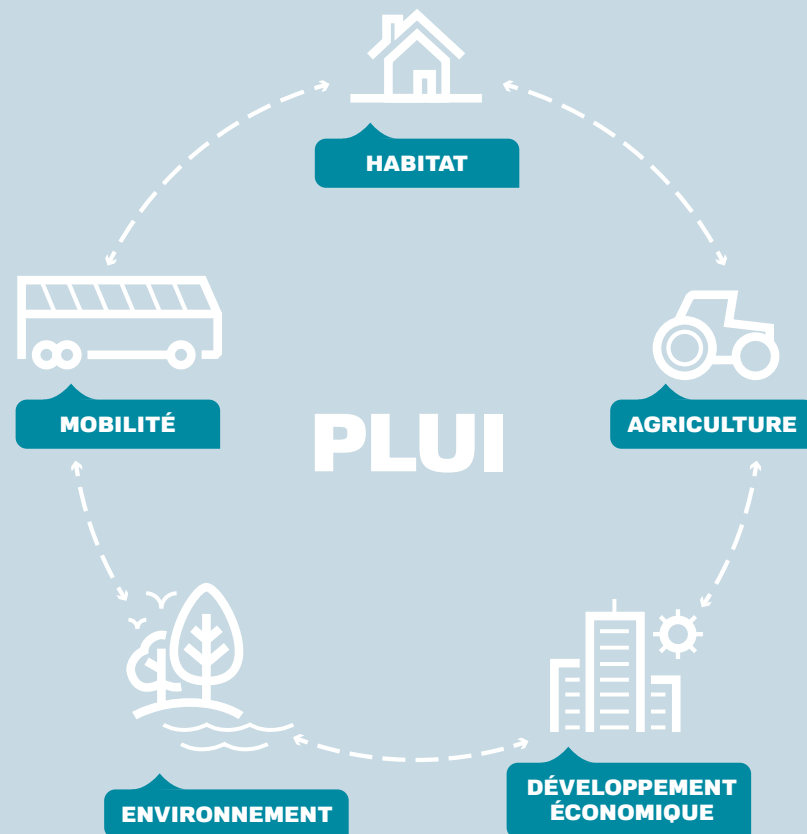 HABITAT
MOBILITÉ
AGRICULTURE
PLUI
ENVIRONNEMENT
DÉVELOPPEMENT
ÉCONOMIQUE